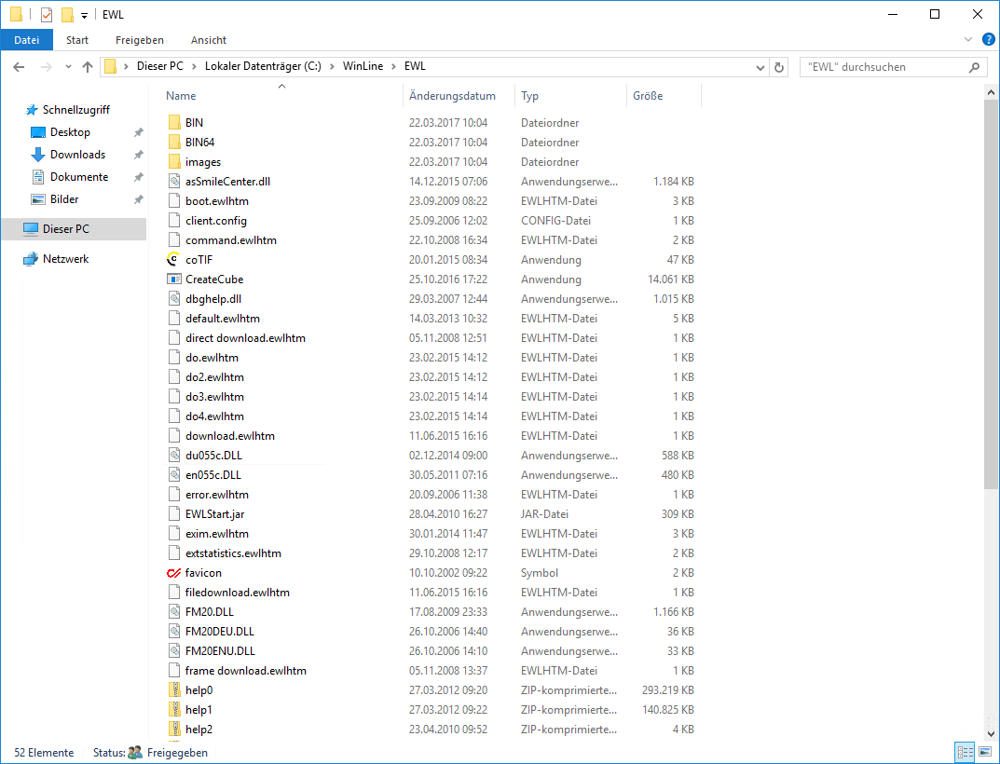 EWL
Datei Start Freigeben Ansicht
Dieser PC Lokaler Datenträger (C:) WinLine EWL "EWL" durchsuchen
Name Änderungsdatum Typ Größe
Schnellzugriff
Desktop
Downloads
Dokumente
Bilder
Dieser PC
Netzwerk
BIN 22.03.2017 10:04 Dateiordner
BIN64 22.03.2017 10:04 Dateiordner
images 22.03.2017 10:04 Dateiordner
asSmileCenter.dll 14.12.2015 07:06 Anwendungserwe... 1.184 KB
boot.ewlhtm 23.09.2009 08:22 EWLHTM-Datei 3 KB
client.config 25.09.2006 12:02 CONFIG-Datei 1 KB
command.ewlhtm 22.10.2008 16:34 EWLHTM-Datei 2 KB
coTIF 20.01.2015 08:34 Anwendung 47 KB
CreateCube 25.10.2016 17:22 Anwendung 14.061 KB
dbghelp.dll 29.03.2007 12:44 Anwendungserwe... 1.015 KB
default.ewlhtm 14.03.2013 10:32 EWLHTM-Datei 5 KB
direct download.ewlhtm 05.11.2008 12:51 EWLHTM-Datei 1 KB
do.ewlhtm 23.02.2015 14:12 EWLHTM-Datei 1 KB
do2.ewlhtm 23.02.2015 14:12 EWLHTM-Datei 1 KB
do3.ewlhtm 23.02.2015 14:14 EWLHTM-Datei 1 KB
do4.ewlhtm 23.02.2015 14:14 EWLHTM-Datei 1 KB
download.ewlhtm 11.06.2015 16:16 EWLHTM-Datei 1 KB
du055c.DLL 02.12.2014 09:00 Anwendungserwe... 588 KB
en055c.DLL 30.05.2011 07:16 Anwendungserwe... 480 KB
error.ewlhtm 20.09.2006 11:38 EWLHTM-Datei 1 KB
EWLStart.jar 28.04.2010 16:27 JAR-Datei 309 KB
exim.ewlhtm 30.01.2014 11:47 EWLHTM-Datei 3 KB
extstatistics.ewlhtm 29.10.2008 12:17 EWLHTM-Datei 2 KB
favicon 10.10.2002 09:22 Symbol 2 KB
filedownload.ewlhtm 11.06.2015 16:16 EWLHTM-Datei 1 KB
FM20.DLL 17.08.2009 23:33 Anwendungserwe... 1.166 KB
FM20DEU.DLL 26.10.2006 14:40 Anwendungserwe... 36 KB
FM20ENU.DLL 26.10.2006 14:10 Anwendungserwe... 33 KB
frame download.ewlhtm 05.11.2008 13:37 EWLHTM-Datei 1 KB
help0 27.03.2012 09:20 ZIP-komprimierte... 293.219 KB
help1 27.03.2012 09:22 ZIP-komprimierte... 140.825 KB
help2 23.04.2010 09:52 ZIP-komprimierte... 4 KB
52 Elemente Status: Freigegeben